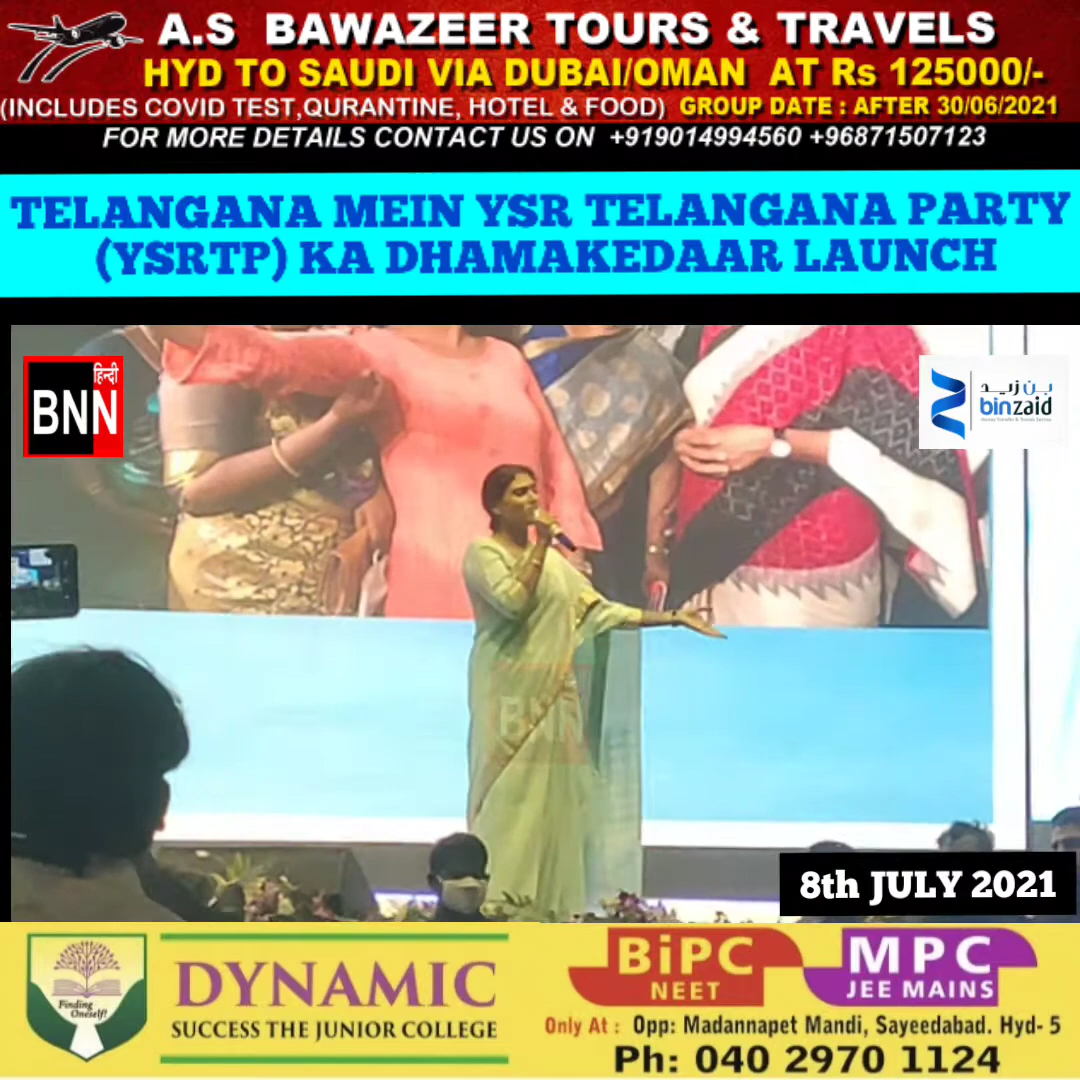 A.S BAWAZEER TOURS & TRAVELS
HYD TO SAUDI VIA DUBAI/OMAN AT Rs 125000/-
(INCLUDES COVID TEST,QURANTINE, HOTEL & FOOD) GROUP DATE : AFTER 30/06/2021
FOR MORE DETAILS CONTACT US ON +919014994560 +96871507123
TELANGANA MEIN YSR TELANGANA PARTY
(YSRTP) KA DHAMAKEDAAR LAUNCH
हिन्दी
BNN
بن زيد
binzaid
BNN
8th JULY 2021
Finding
Oneself!
DYNAMIC
SUCCESS THE JUNIOR COLLEGE
BiPC
NEET
MPC
JEE MAINS
Only At : Opp: Madannapet Mandi, Sayeedabad. Hyd- 5
Ph: 040 2970 1124